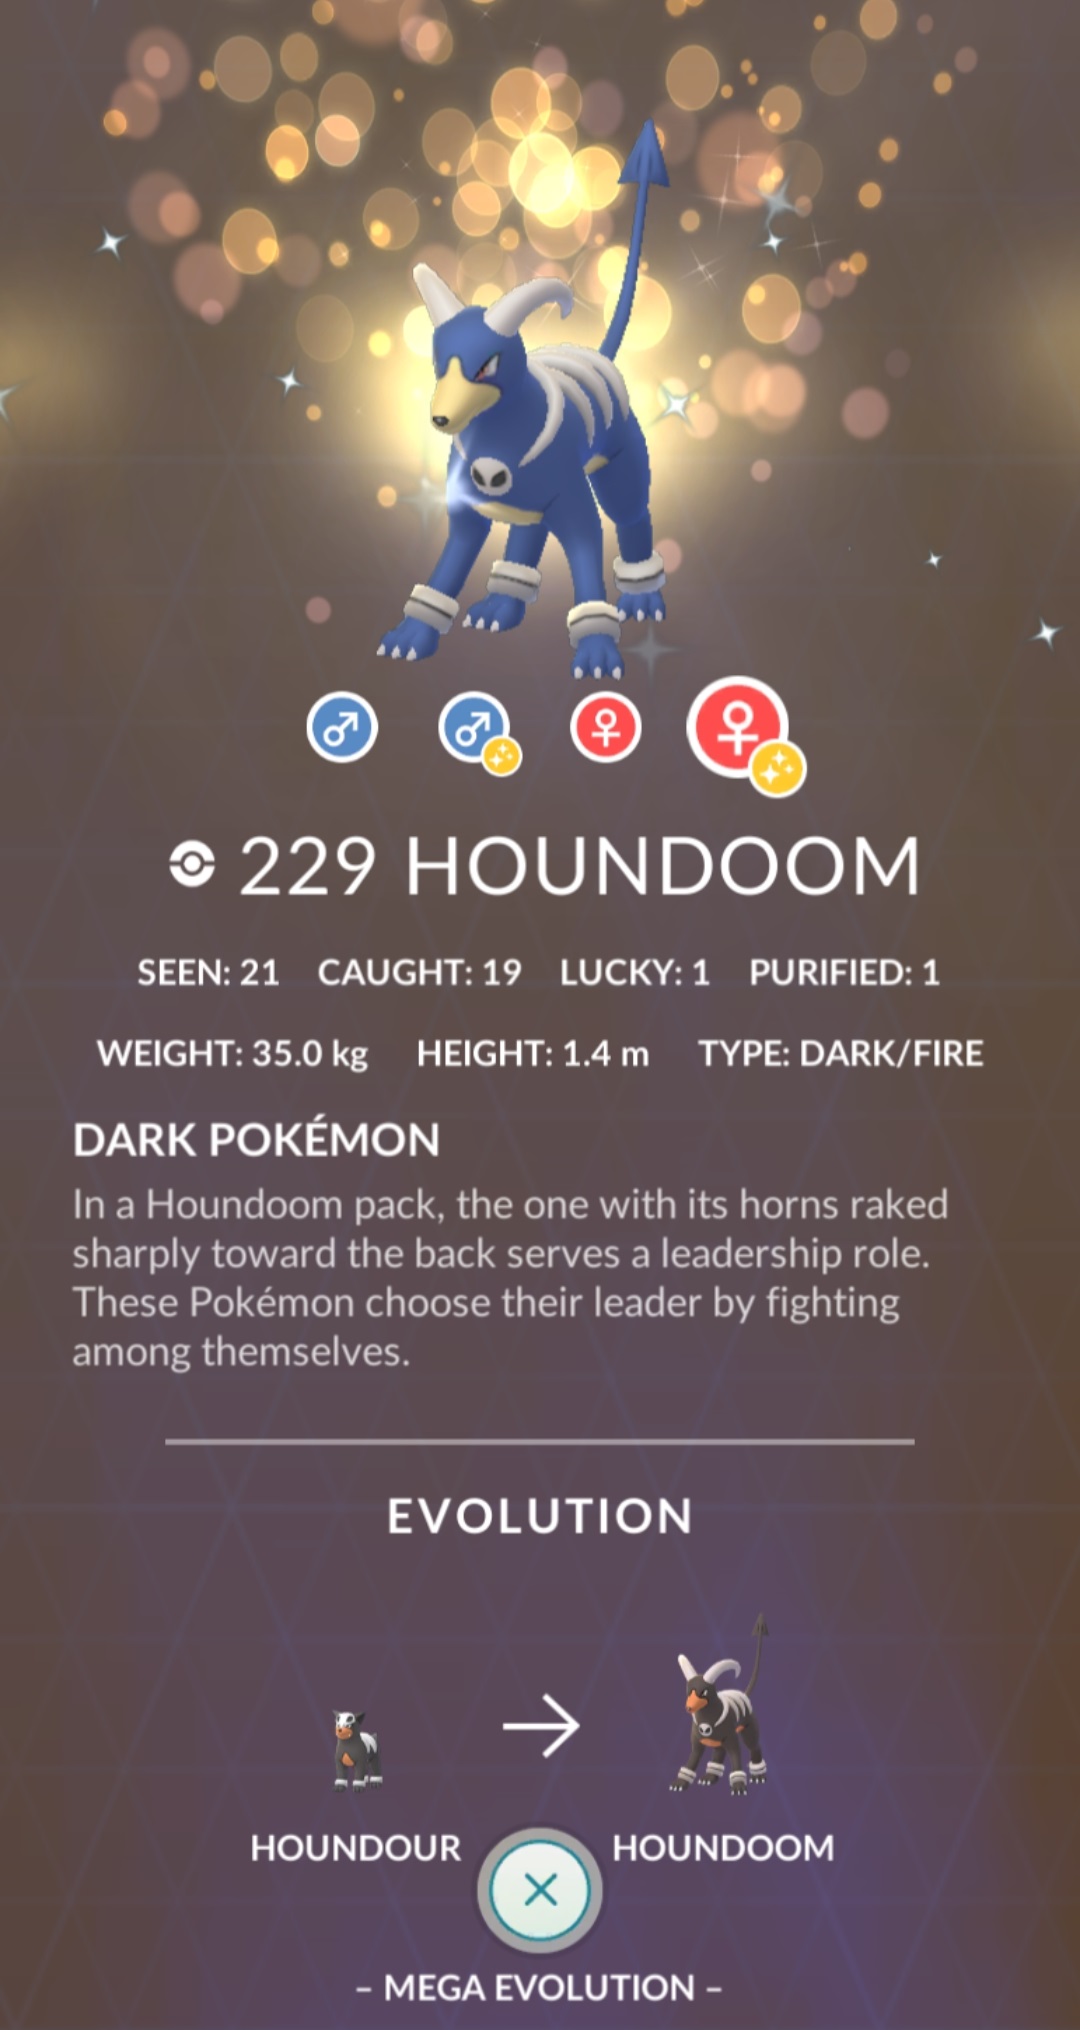 229 HOUNDOOM
SEEN: 21 CAUGHT: 19 LUCKY: 1 PURIFIED: 1
WEIGHT: 35.0 kg HEIGHT: 1.4 m TYPE: DARK/FIRE
DARK POKÉMON
In a Houndoom pack, the one with its horns raked
sharply toward the back serves a leadership role.
These Pokémon choose their leader by fighting
among themselves.
EVOLUTION
HOUNDOUR HOUNDOOM
– MEGA EVOLUTION –